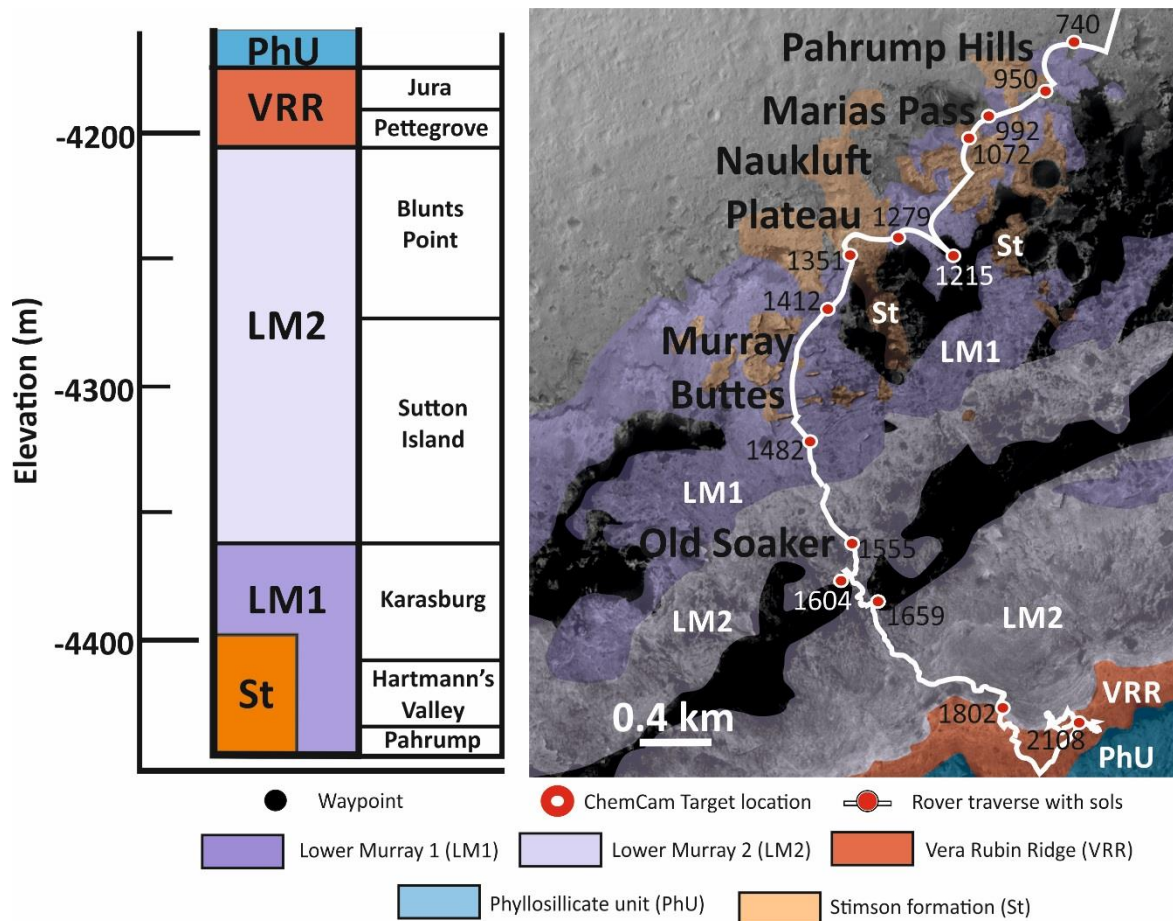 Elevation (m)
-4200
-4300
-4400
PhU
VRR
LM2
LM1
St
Jura
Pettegrove
Blunts
Point
Sutton
Island
Karasburg
Hartmann's
Valley
Pahrump
740
Pahrump Hills
950
Marias Pass
992
Naukluft
1072
Plateau
1279
St
1351
1215
1412
St
Murray
LM1
Buttes
1482
LM1
Old Soaker
1555
1604
1659
LM2
LM2
0.4 km
1802
VRR
2108
PhU
Waypoint
ChemCam Target location
Rover traverse with sols
Lower Murray 1 (LM1)
Lower Murray 2 (LM2)
Vera Rubin Ridge (VRR)
Phyllosillicate unit (PhU)
Stimson formation (St)